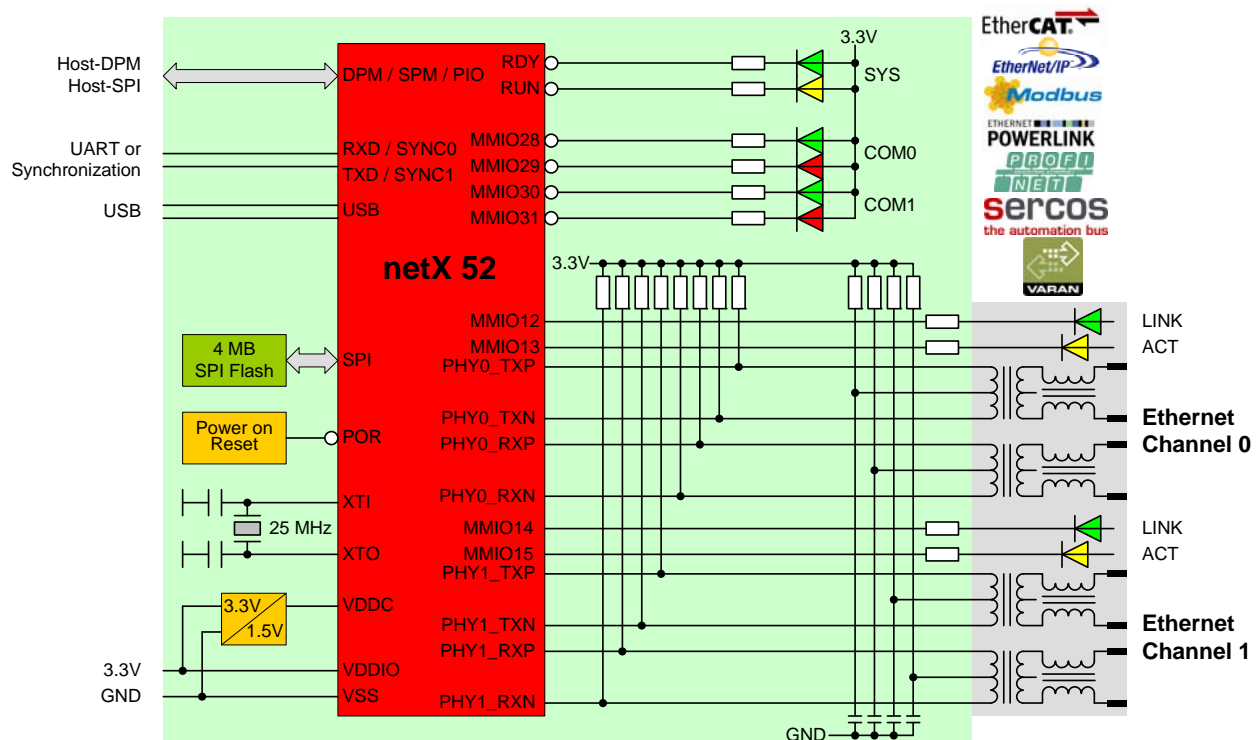 Host-DPM
Host-SPI
UART or
Synchronization
USB
4 MB
SPI Flash
Power on
Reset
25 MHz
3.3V
1.5V
3.3V
GND
DPM / SPM / PIO
RXD / SYNC0
TXD / SYNC1
USB
netX 52
SPI
POR
XTI
XTO
VDDC
VDDIO
VSS
RDY
RUN
MMIO28
MMIO29
MMIO30
MMIO31
MMIO12
MMIO13
PHY0_TXP
PHY0_TXN
PHY0_RXP
PHY0_RXN
MMIO14
MMIO15
PHY1_TXP
PHY1_TXN
PHY1_RXP
PHY1_RXN
3.3V
SYS
COM0
COM1
3.3V
GND
EtherCAT.
EtherNet/IP
Modbus
ETHERNET
POWERLINK
PROFI
NET
sercos
the automation bus
VARAN
LINK
ACT
Ethernet
Channel 0
LINK
ACT
Ethernet
Channel 1